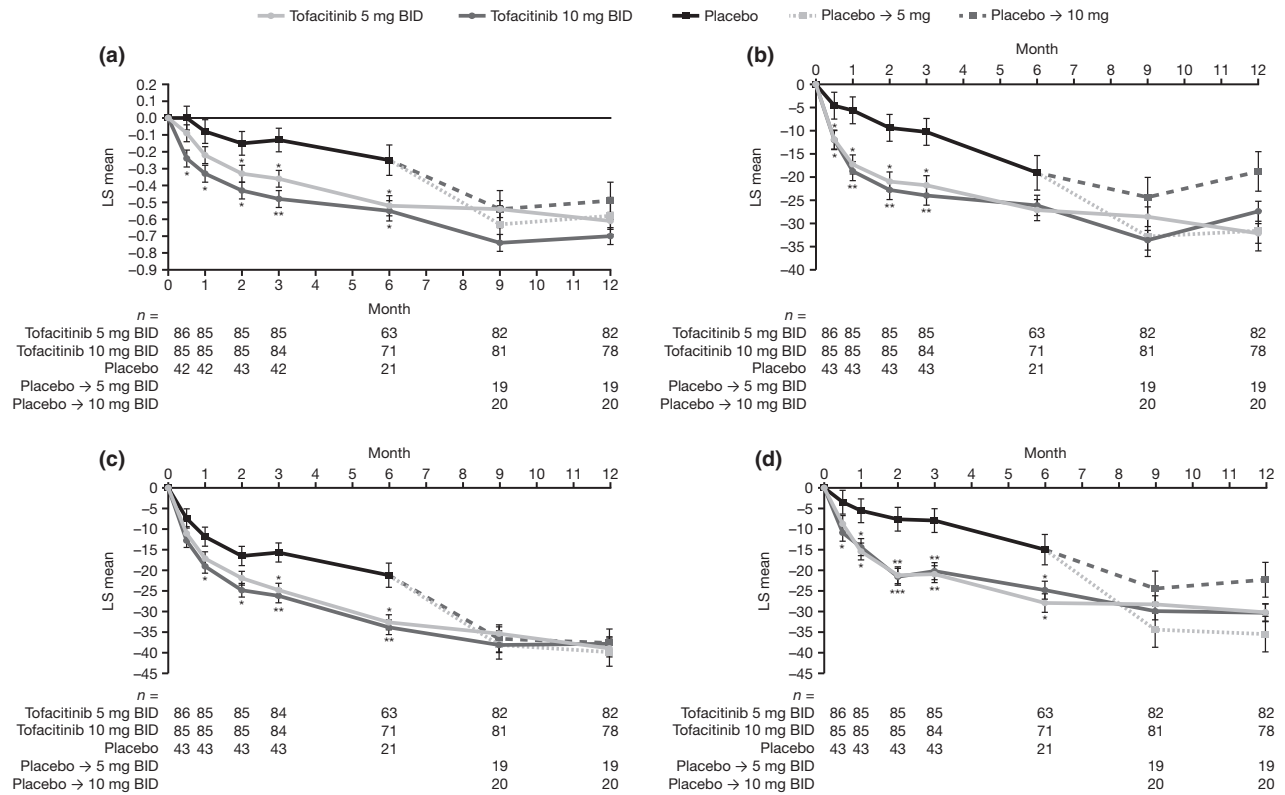 Tofacitinib 5 mg BID Tofacitinib 10 mg BID Placebo Placebo → 5 mg Placebo → 10 mg
(a)
0.2
0.1
0.0
−0.1
−0.2
−0.3
−0.4
−0.5
−0.6
−0.7
−0.8
−0.9
LS mean
* * * * * ** * *
0 1 2 3 4 5 6 7 8 9 10 11 12
Month
n =
Tofacitinib 5 mg BID 86 85 85 85 63 82 82
Tofacitinib 10 mg BID 85 85 85 84 71 81 78
Placebo 42 42 43 42 21
Placebo → 5 mg BID 19 19
Placebo → 10 mg BID 20 20
(b)
Month
0 1 2 3 4 5 6 7 8 9 10 11 12
0
−5
−10
−15
−20
−25
−30
−35
−40
LS mean
* * * ** * ** * **
n =
Tofacitinib 5 mg BID 86 85 85 85 63 82 82
Tofacitinib 10 mg BID 85 85 85 84 71 81 78
Placebo 43 43 43 43 21
Placebo → 5 mg BID 19 19
Placebo → 10 mg BID 20 20
(c)
Month
0 1 2 3 4 5 6 7 8 9 10 11 12
0
−5
−10
−15
−20
−25
−30
−35
−40
−45
LS mean
* * * ** * **
n =
Tofacitinib 5 mg BID 86 85 85 84 63 82 82
Tofacitinib 10 mg BID 85 85 85 84 71 81 78
Placebo 43 43 43 43 21
Placebo → 5 mg BID 19 19
Placebo → 10 mg BID 20 20
(d)
Month
0 1 2 3 4 5 6 7 8 9 10 11 12
0
−5
−10
−15
−20
−25
−30
−35
−40
−45
LS mean
* * * ** *** ** ** * *
n =
Tofacitinib 5 mg BID 86 85 85 85 63 82 82
Tofacitinib 10 mg BID 85 85 85 84 71 81 78
Placebo 43 43 43 43 21
Placebo → 5 mg BID 19 19
Placebo → 10 mg BID 20 20